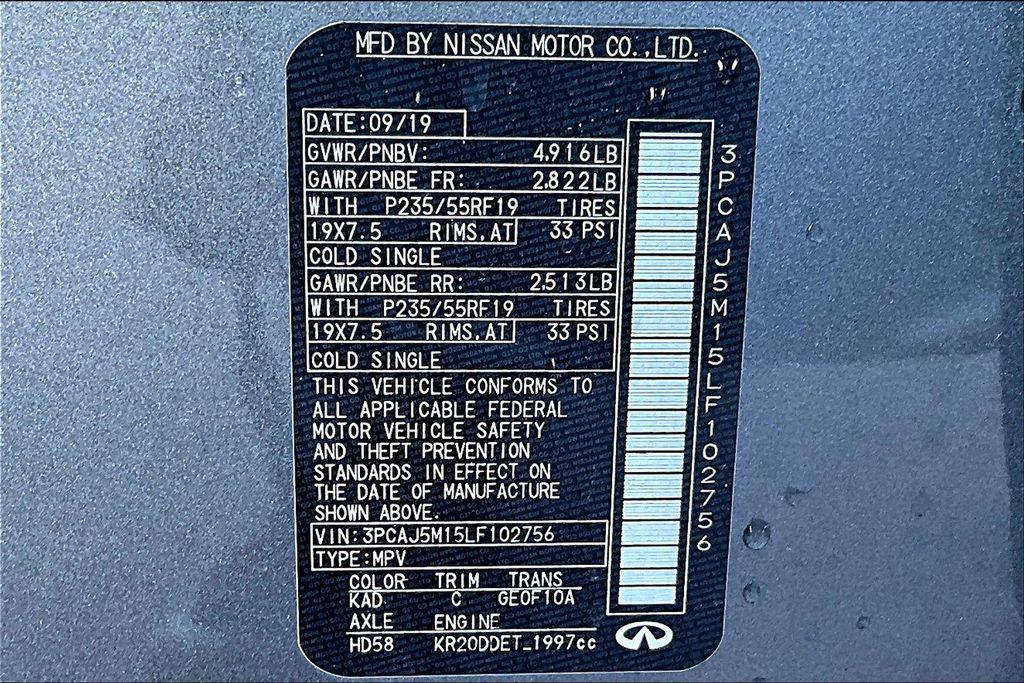 MFD BY NISSAN MOTOR CO.,LTD.
DATE:09/19
GVWR/PNBV: 4.916LB
GAWR/PNBE FR: 2.822LB
WITH P235/55RF19 TIRES
19X7.5 RIMS,AT 33 PSI
COLD SINGLE
GAWR/PNBE RR: 2.513LB
WITH P235/55RF19 TIRES
19X7.5 RIMS,AT 33 PSI
COLD SINGLE
THIS VEHICLE CONFORMS TO
ALL APPLICABLE FEDERAL
MOTOR VEHICLE SAFETY
AND THEFT PREVENTION
STANDARDS IN EFFECT ON
THE DATE OF MANUFACTURE
SHOWN ABOVE.
VIN:3PCAJ5M15LF102756
TYPE:MPV
COLOR TRIM TRANS
KAD C GE0F10A
AXLE ENGINE
HD58 KR20DDET_1997cc
3PCAJ5M15LF102756